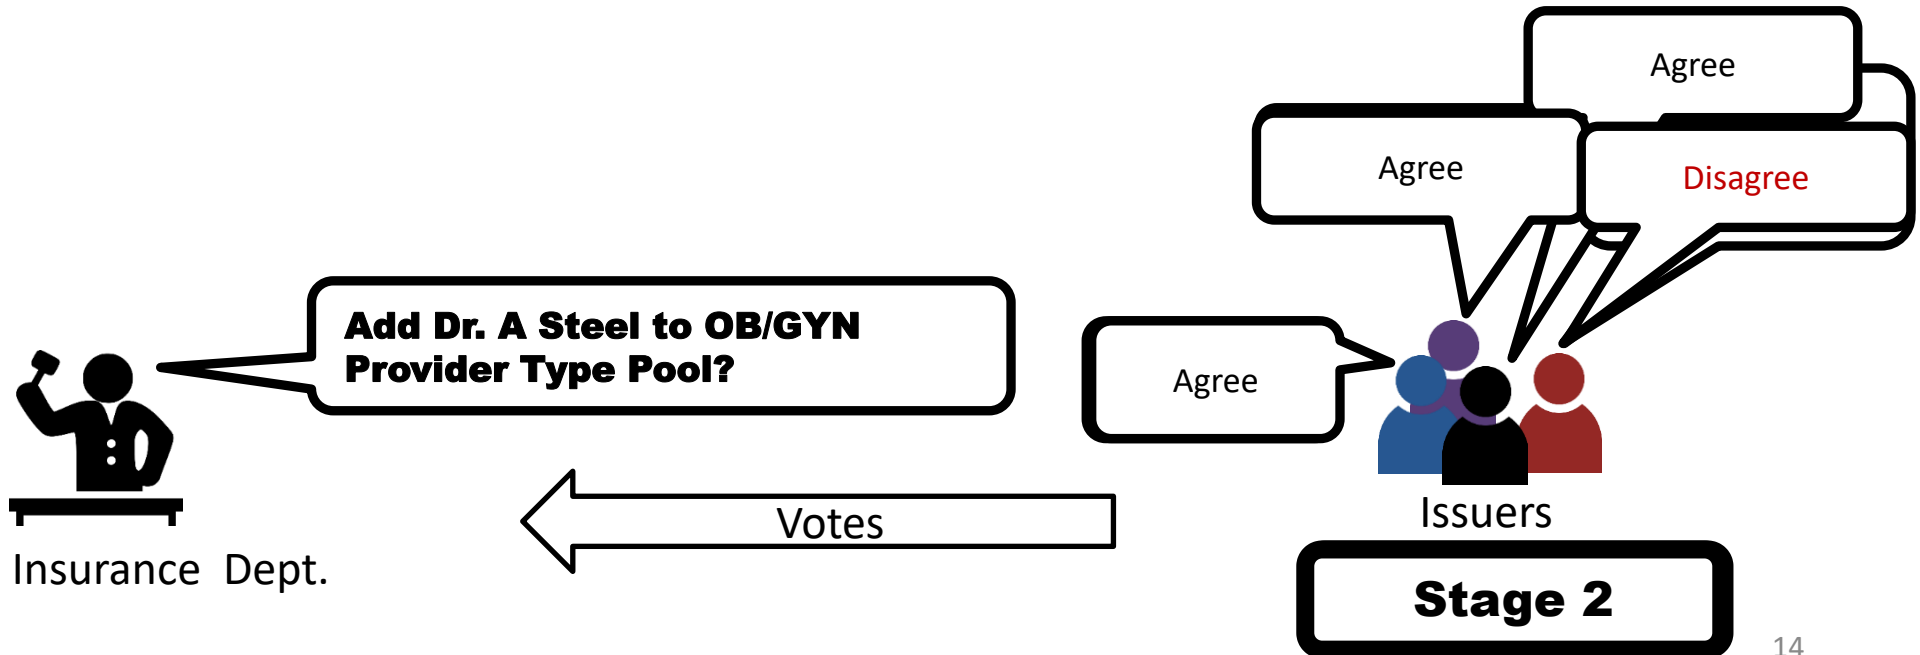 Agree
Agree
Disagree
Add Dr. A Steel to OB/GYN
Provider Type Pool?
Agree
Votes
Issuers
Insurance Dept.
Stage 2
14